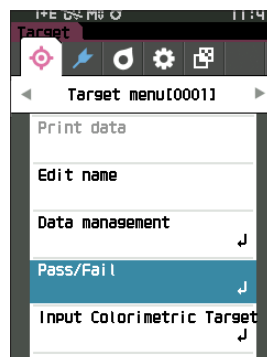 Target
Target menu[0001]
Print data
Edit name
Data management
Pass/Fail
Input Colorimetric Target